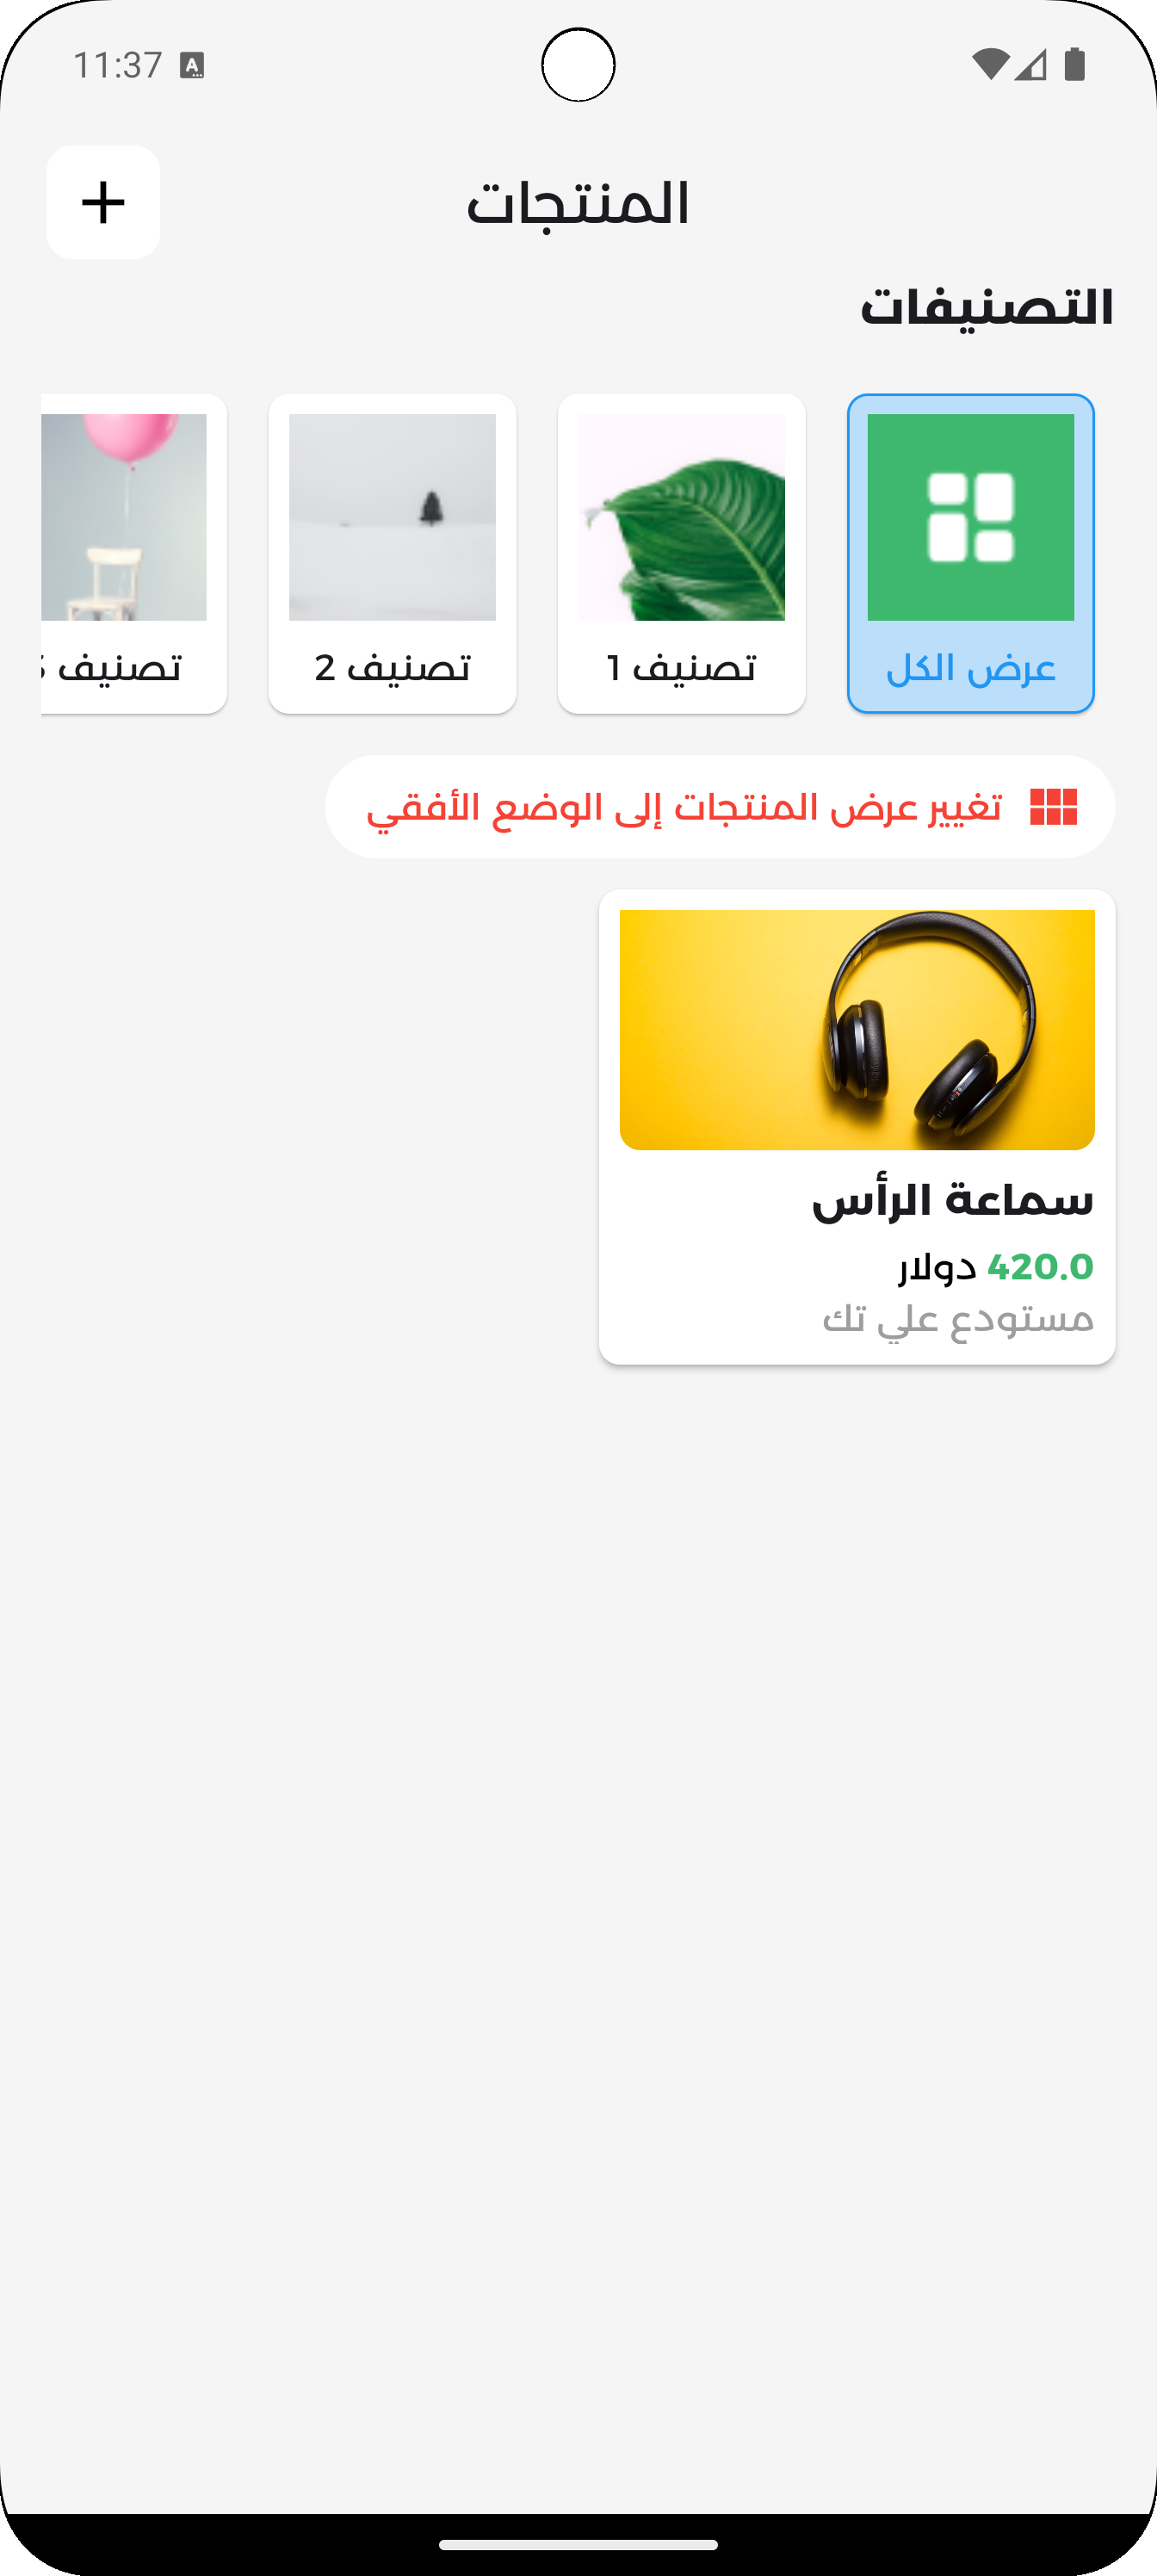 11:37
المنتجات
التصنيفات
عرض الكل
تصنيف 1
تصنيف 2
تصنيف
تغيير عرض المنتجات إلى الوضع الأفقي
سماعة الرأس
420.0 دولار
مستودع علي تك